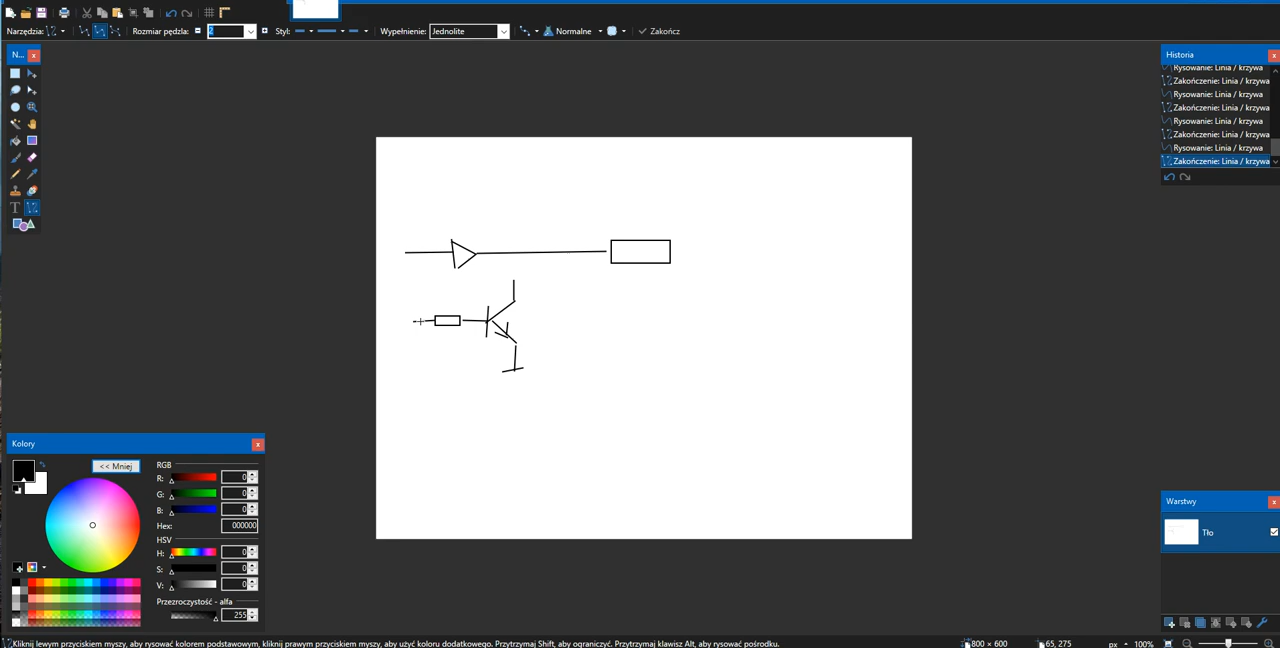 Narzędzia: Rozmiar pędzla: 2 Styl: Wypełnienie: Jednolite Normalne Zakończ
N... x
Historia x
Rysowanie: Linia / krzywa
Zakończenie: Linia / krzywa
Rysowanie: Linia / krzywa
Zakończenie: Linia / krzywa
Rysowanie: Linia / krzywa
Zakończenie: Linia / krzywa
Rysowanie: Linia / krzywa
Zakończenie: Linia / krzywa
T
Kolory x
<< Mniej
RGB
R: 0
G: 0
B: 0
Hex: 000000
HSV
H: 0
S: 0
V: 0
Przezroczystość - alfa
255
Warstwy x
Tło
Kliknij lewym przyciskiem myszy, aby rysować kolorem podstawowym, kliknij prawym przyciskiem myszy, aby użyć koloru dodatkowego. Przytrzymaj Shift, aby ograniczyć. Przytrzymaj klawisz Alt, aby rysować pośrodku. 800 × 600 65, 275 px 100%